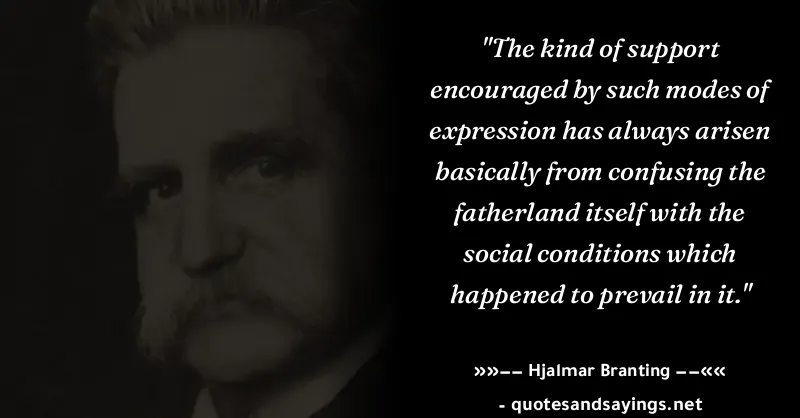 "The kind of support
encouraged by such modes of
expression has always arisen
basically from confusing the
fatherland itself with the
social conditions which
happened to prevail in it."
»»–– Hjalmar Branting ––««
- quotesandsayings.net